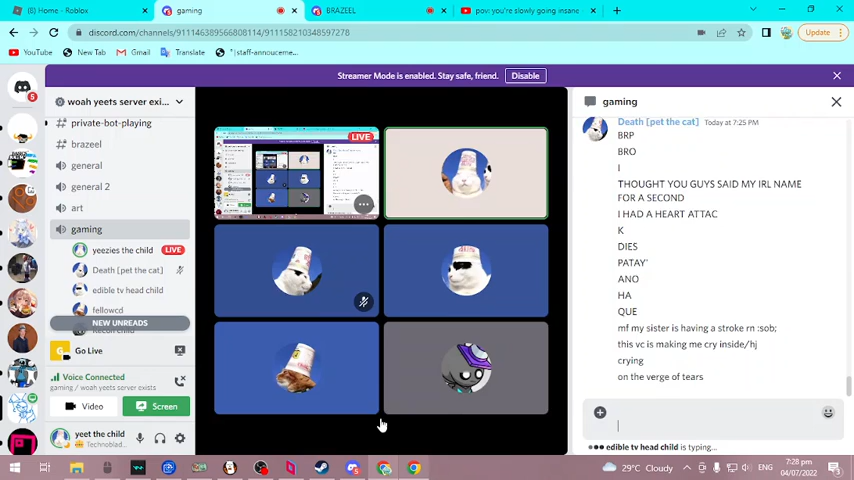 (3) Home - Roblox
gaming
BRAZEEL
pov: you're slowly going insane
discord.com/channels/911146389566808114/911158210348597278
Update
YouTube
New Tab
Gmail
Translate
"|staff-annouceme...
Streamer Mode is enabled. Stay safe, friend.
Disable
woah yeets server exi...
private-bot-playing
brazeel
general
general 2
art
gaming
yeezies the child
LIVE
Death [pet the cat]
edible tv head child
fellowcd
NEW UNREADS
Go Live
Voice Connected
gaming / woah yeets server exists
Video
Screen
yeet the child
Technoblad...
LIVE
gaming
Death [pet the cat] Today at 7:25 PM
BRP
BRO
I
THOUGHT YOU GUYS SAID MY IRL NAME
FOR A SECOND
I HAD A HEART ATTAC
K
DIES
PATAY'
ANO
HA
QUE
mf my sister is having a stroke rn :sob;
this vc is making me cry inside/hj
crying
on the verge of tears
edible tv head child is typing...
29°C Cloudy
ENG
7:28 pm
04/07/2022